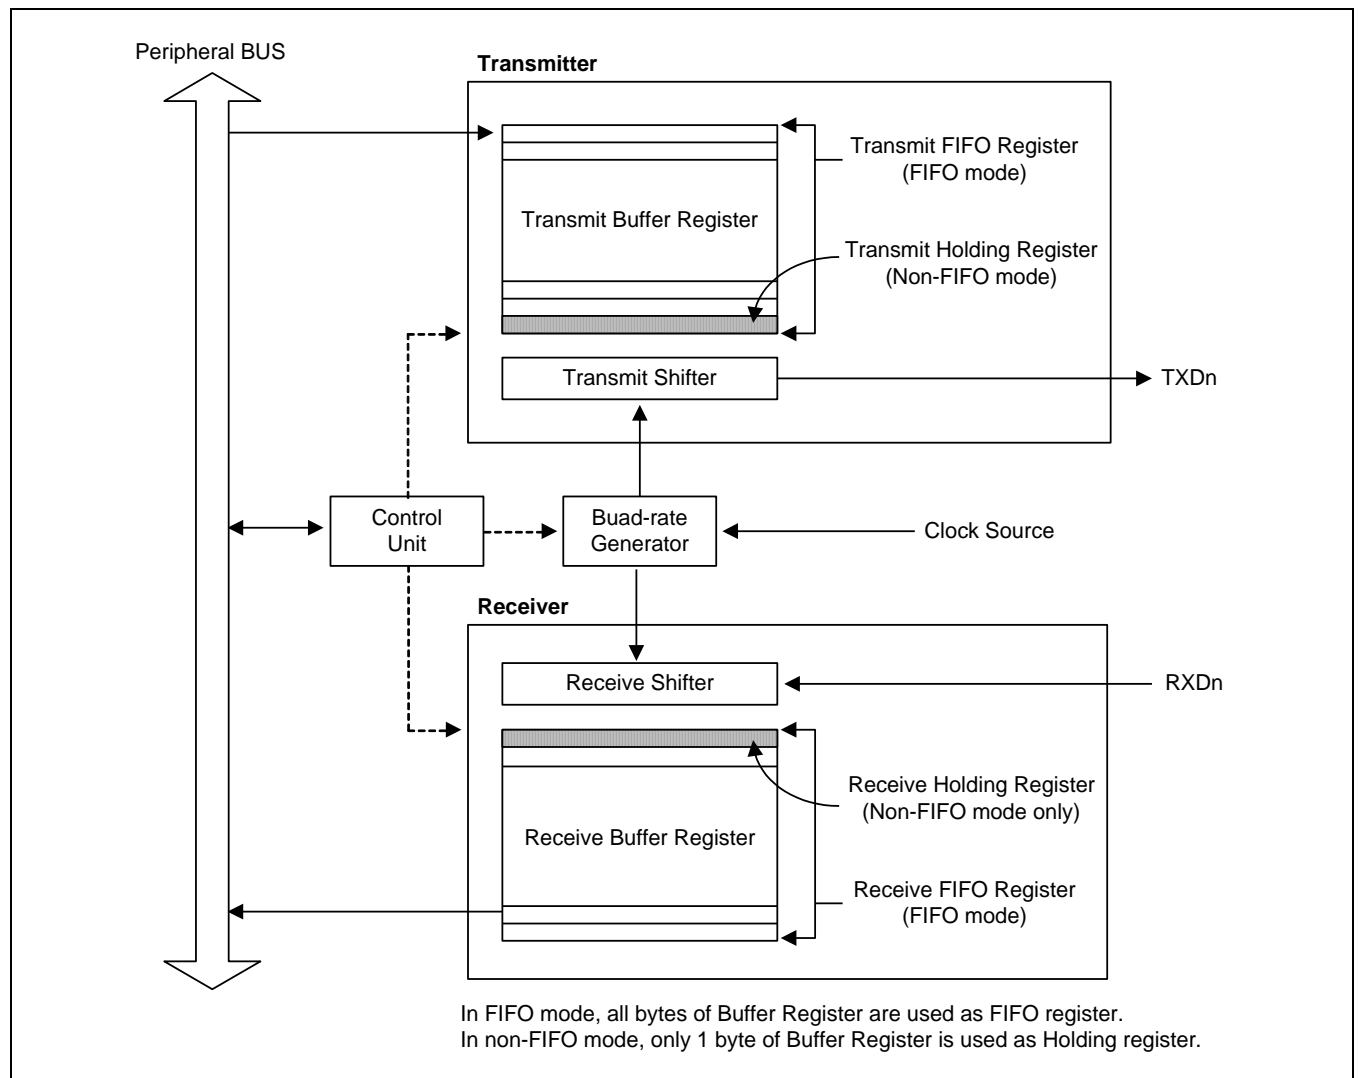 Peripheral BUS
Transmitter
Transmit FIFO Register
(FIFO mode)
Transmit Buffer Register
Transmit Holding Register
(Non-FIFO mode)
Transmit Shifter
TXDn
Control
Unit
Buad-rate
Generator
Clock Source
Receiver
Receive Shifter
RXDn
Receive Holding Register
(Non-FIFO mode only)
Receive Buffer Register
Receive FIFO Register
(FIFO mode)
In FIFO mode, all bytes of Buffer Register are used as FIFO register.
In non-FIFO mode, only 1 byte of Buffer Register is used as Holding register.